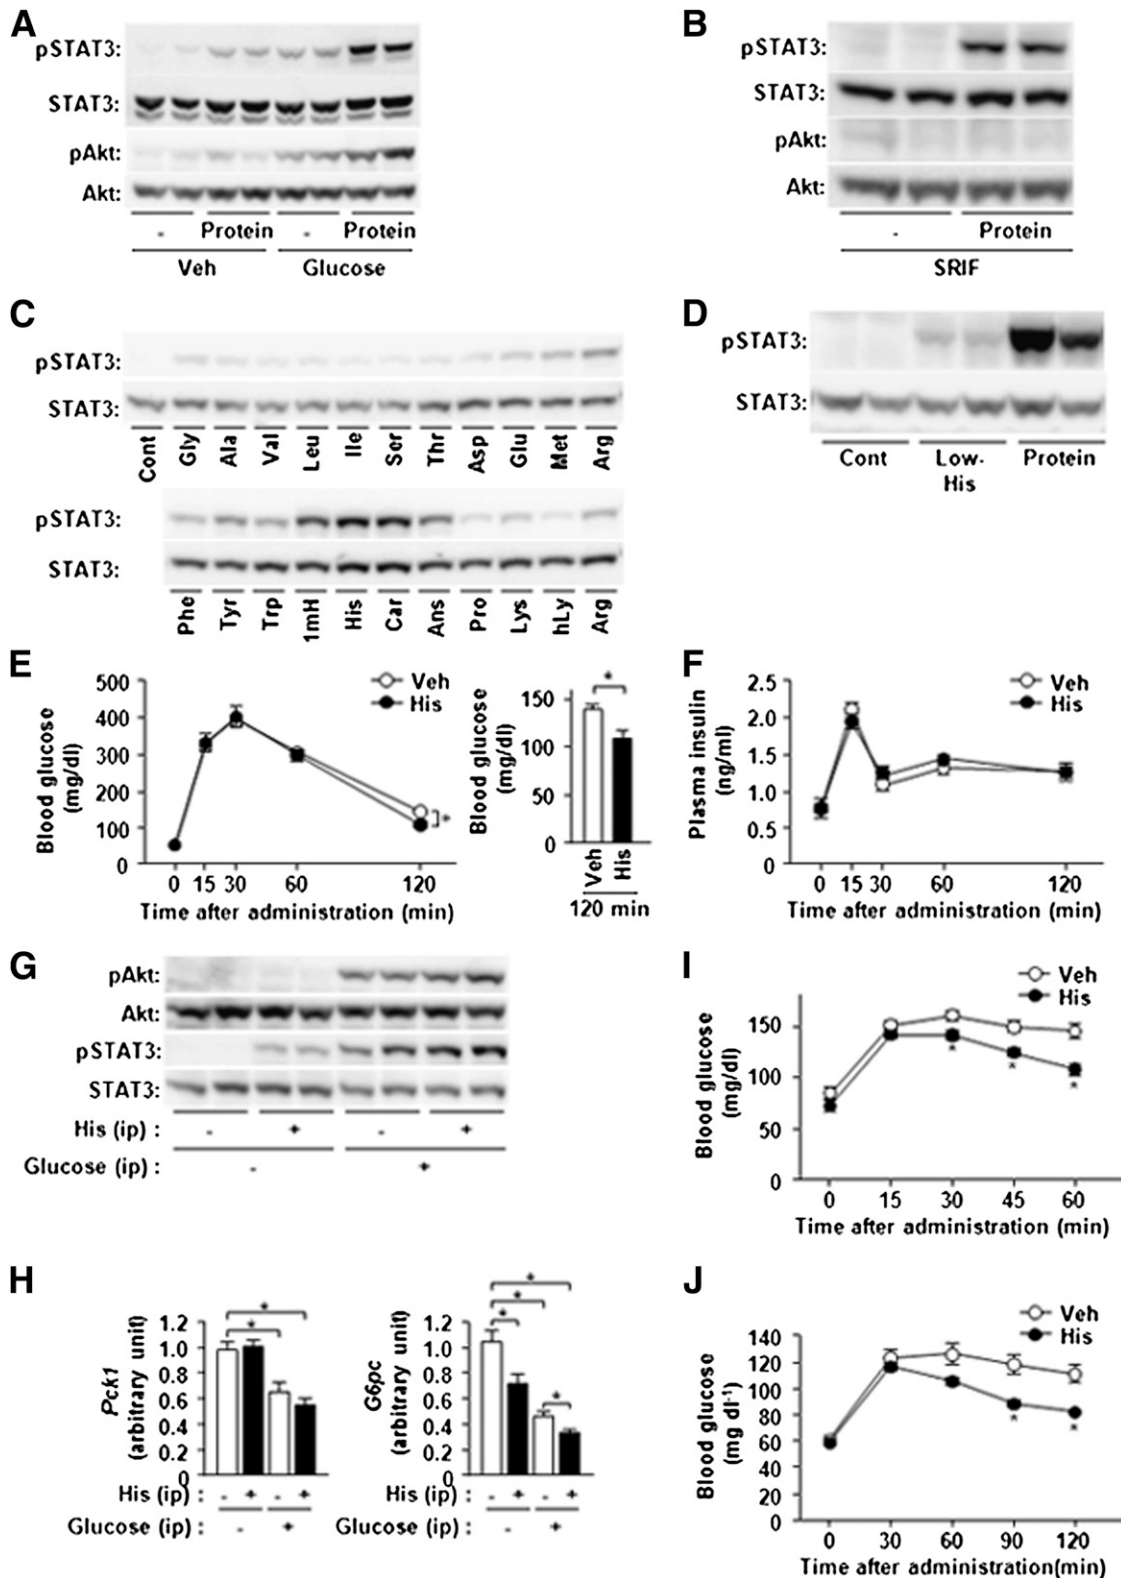 A
pSTAT3:
STAT3:
pAkt:
Akt:
- Protein - Protein
Veh Glucose
B
pSTAT3:
STAT3:
pAkt:
Akt:
- Protein
SRIF
C
pSTAT3:
STAT3:
Cont Gly Ala Val Leu Ile Ser Thr Asp Glu Met Arg
pSTAT3:
STAT3:
Phe Tyr Trp 1mH His Car Ans Pro Lys hLy Arg
D
pSTAT3:
STAT3:
Cont Low- Protein
His
E
Blood glucose
(mg/dl)
500
400
300
200
100
0
Veh
His
*
0 15 30 60 120
Time after administration (min)
Blood glucose
(mg/dl)
150
100
50
0
*
Veh His
120 min
F
Plasma insulin
(ng/ml)
2.5
2.0
1.5
1.0
0.5
0
Veh
His
0 15 30 60 120
Time after administration (min)
G
pAkt:
Akt:
pSTAT3:
STAT3:
His (ip) : - + - +
Glucose (ip) : - +
H
Pck1
(arbitrary unit)
1.2
1.0
0.8
0.6
0.4
0.2
0
*
*
His (ip) : - + - +
Glucose (ip) : - +
G6pc
(arbitrary unit)
1.2
1.0
0.8
0.6
0.4
0.2
0
*
*
*
*
His (ip) : - + - +
Glucose (ip) : - +
I
Blood glucose
(mg/dl)
150
100
50
0
Veh
His
* * *
0 15 30 45 60
Time after administration (min)
J
Blood glucose
(mg dl-1)
140
120
100
80
60
40
20
0
Veh
His
* *
0 30 60 90 120
Time after administration(min)